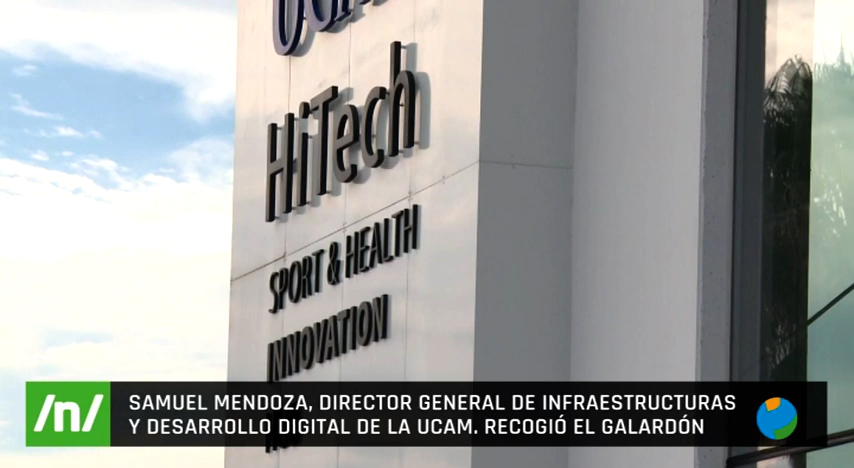 HiTech
SPORT & HEALTH
INNOVATION
/n/
SAMUEL MENDOZA, DIRECTOR GENERAL DE INFRAESTRUCTURAS
Y DESARROLLO DIGITAL DE LA UCAM. RECOGIÓ EL GALARDÓN